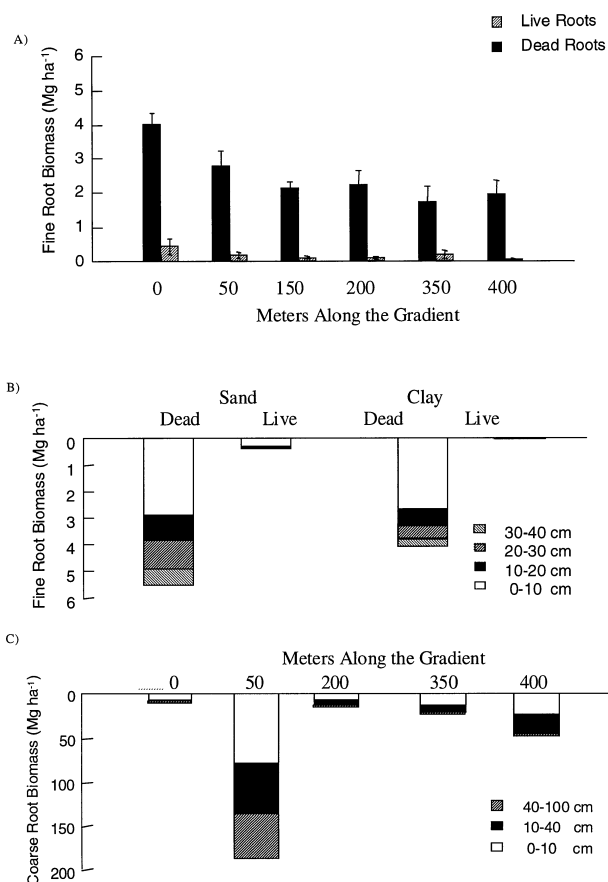 Live Roots
A)
Dead Roots
Fine Root Biomass (Mg ha⁻¹)
6
5
4
3
2
1
0
0 50 150 200 350 400
Meters Along the Gradient
B)
Sand Clay
Dead Live Dead Live
Fine Root Biomass (Mg ha⁻¹)
0
1
2
3
4
5
6
30-40 cm
20-30 cm
10-20 cm
0-10 cm
C)
Meters Along the Gradient
0 50 200 350 400
Coarse Root Biomass (Mg ha⁻¹)
0
50
100
150
200
40-100 cm
10-40 cm
0-10 cm